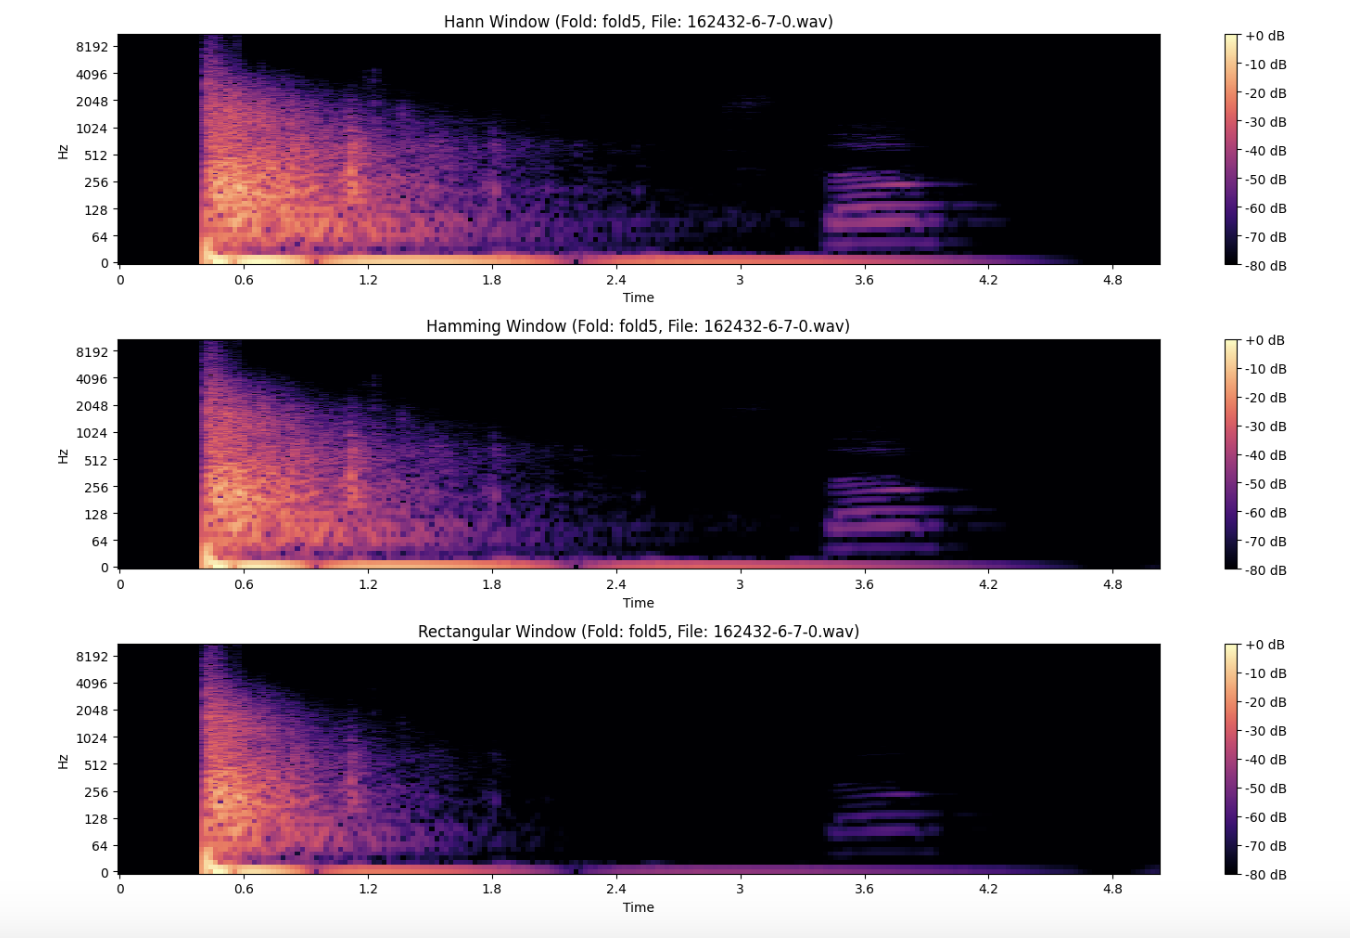 Hann Window (Fold: fold5, File: 162432-6-7-0.wav)
8192
4096
2048
1024
512
256
128
64
0
Hz
0 0.6 1.2 1.8 2.4 3 3.6 4.2 4.8
Time
+0 dB
-10 dB
-20 dB
-30 dB
-40 dB
-50 dB
-60 dB
-70 dB
-80 dB
Hamming Window (Fold: fold5, File: 162432-6-7-0.wav)
8192
4096
2048
1024
512
256
128
64
0
Hz
0 0.6 1.2 1.8 2.4 3 3.6 4.2 4.8
Time
+0 dB
-10 dB
-20 dB
-30 dB
-40 dB
-50 dB
-60 dB
-70 dB
-80 dB
Rectangular Window (Fold: fold5, File: 162432-6-7-0.wav)
8192
4096
2048
1024
512
256
128
64
0
Hz
0 0.6 1.2 1.8 2.4 3 3.6 4.2 4.8
Time
+0 dB
-10 dB
-20 dB
-30 dB
-40 dB
-50 dB
-60 dB
-70 dB
-80 dB